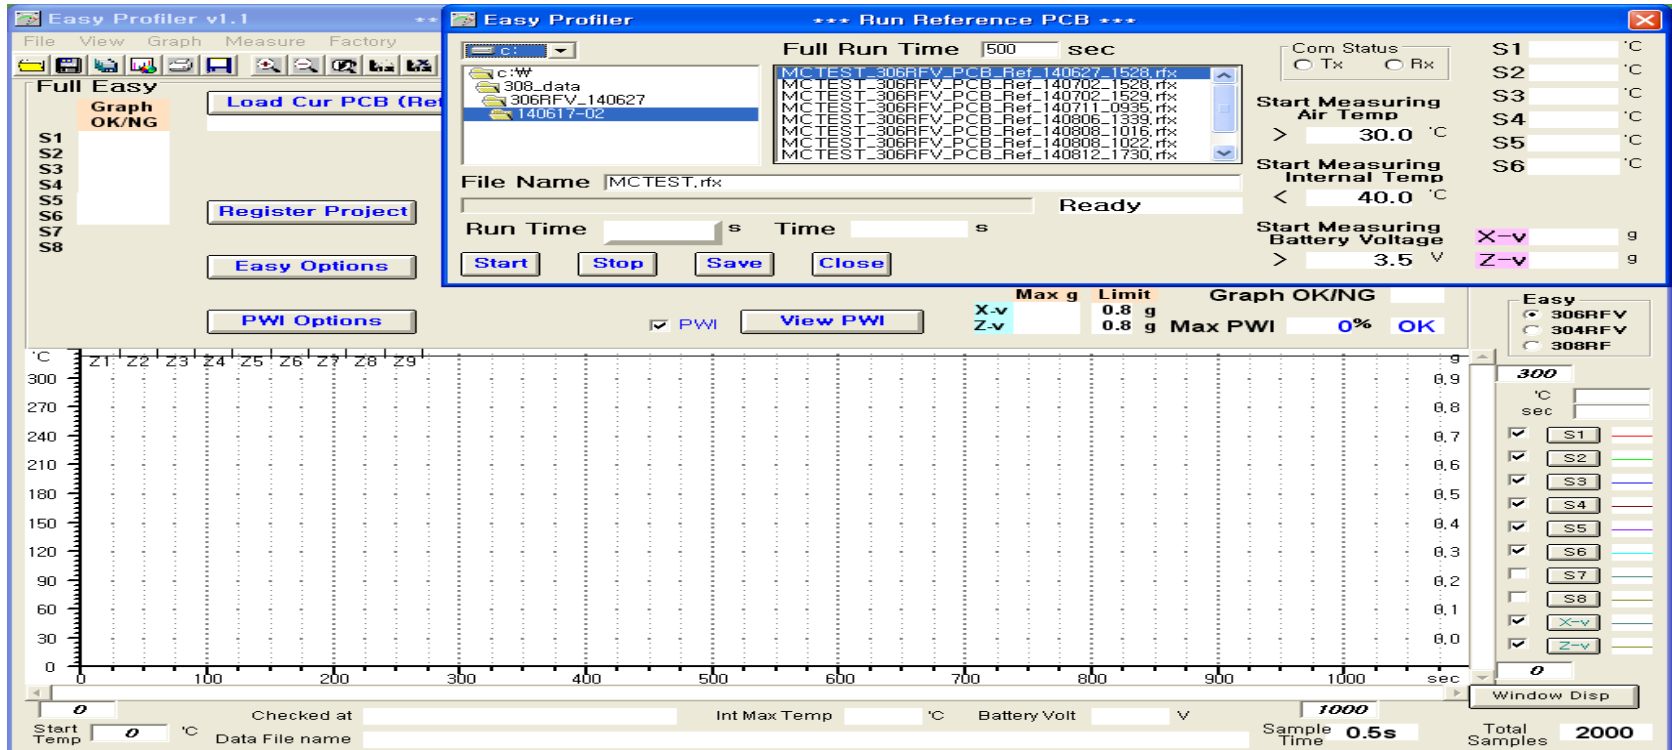 Easy Profiler v1.1
File View Graph Measure Factory
Full Easy
Graph
OK/NG
S1
S2
S3
S4
S5
S6
S7
S8
Load Cur PCB (Ref
Register Project
Easy Options
PWI Options
Easy Profiler *** Run Reference PCB ***
c:
c:₩
308_data
306RFV_140627
140617-02
Full Run Time 500 sec
MCTEST_306RFV_PCB_Ref_140627_1528.rfx
MCTEST_306RFV_PCB_Ref_140702_1528.rfx
MCTEST_306RFV_PCB_Ref_140702_1529.rfx
MCTEST_306RFV_PCB_Ref_140711_0935.rfx
MCTEST_306RFV_PCB_Ref_140806_1339.rfx
MCTEST_306RFV_PCB_Ref_140808_1016.rfx
MCTEST_306RFV_PCB_Ref_140808_1022.rfx
MCTEST_306RFV_PCB_Ref_140812_1730.rfx
File Name MCTEST.rfx
Ready
Run Time s Time s
Start Stop Save Close
Com Status
Tx Rx
Start Measuring
Air Temp
> 30.0 ℃
Start Measuring
Internal Temp
< 40.0 ℃
Start Measuring
Battery Voltage
> 3.5 V
S1 ℃
S2 ℃
S3 ℃
S4 ℃
S5 ℃
S6 ℃
X-v g
Z-v g
PWI View PWI
Max g Limit
X-v 0.8 g
Z-v 0.8 g
Graph OK/NG
Max PWI 0% OK
Easy
306RFV
304RFV
308RF
℃ Z1 Z2 Z3 Z4 Z5 Z6 Z7 Z8 Z9 g
300 0.9
270 0.8
240 0.7
210 0.6
180 0.5
150 0.4
120 0.3
90 0.2
60 0.1
30 0.0
0
0 100 200 300 400 500 600 700 800 900 1000 sec
300
℃
sec
S1
S2
S3
S4
S5
S6
S7
S8
X-v
Z-v
0
Window Disp
0 Checked at Int Max Temp ℃ Battery Volt V 1000
Start
Temp 0 ℃ Data File name
Sample
Time 0.5s
Total
Samples 2000